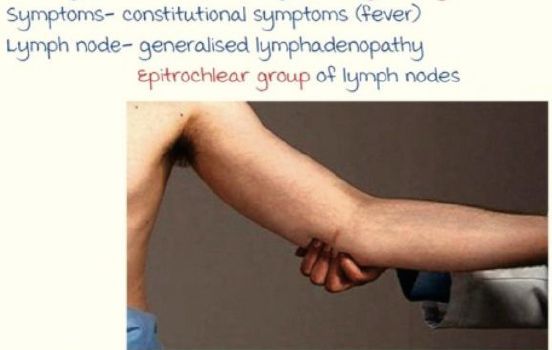 Symptoms- constitutional symptoms (fever)
Lymph node- generalised lymphadenopathy
Epitrochlear group of lymph nodes